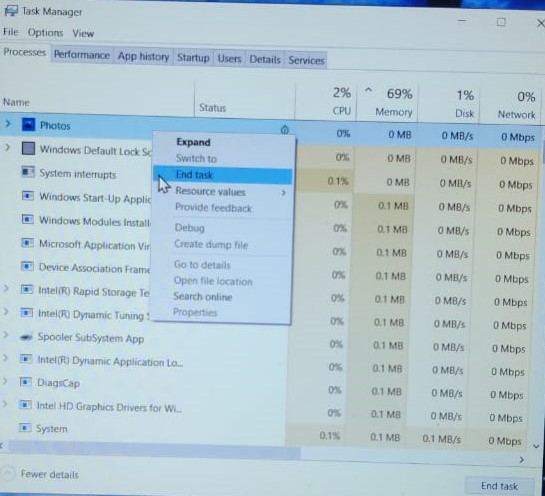 Task Manager
File Options View
Processes Performance App history Startup Users Details Services
2% 69% 1% 0%
Name Status CPU Memory Disk Network
Photos 0% 0 MB 0 MB/s 0 Mbps
Windows Default Lock Sc 0% 0 MB 0 MB/s 0 Mbps
System interrupts 0.1% 0 MB 0 MB/s 0 Mbps
Windows Start-Up Applic 0% 0.1 MB 0 MB/s 0 Mbps
Windows Modules Install 0% 0.1 MB 0 MB/s 0 Mbps
Microsoft Application Vir 0% 0.1 MB 0 MB/s 0 Mbps
Device Association Frame 0% 0.1 MB 0 MB/s 0 Mbps
Intel(R) Rapid Storage Te 0% 0.1 MB 0 MB/s 0 Mbps
Intel(R) Dynamic Tuning S 0% 0.1 MB 0 MB/s 0 Mbps
Spooler SubSystem App 0% 0.1 MB 0 MB/s 0 Mbps
Intel(R) Dynamic Application Lo... 0% 0.1 MB 0 MB/s 0 Mbps
DiagsCap 0% 0.1 MB 0 MB/s 0 Mbps
Intel HD Graphics Drivers for Wi... 0% 0.1 MB 0 MB/s 0 Mbps
System 0.1% 0.1 MB 0.1 MB/s 0 Mbps
Expand
Switch to
End task
Resource values
Provide feedback
Debug
Create dump file
Go to details
Open file location
Search online
Properties
Fewer details
End task